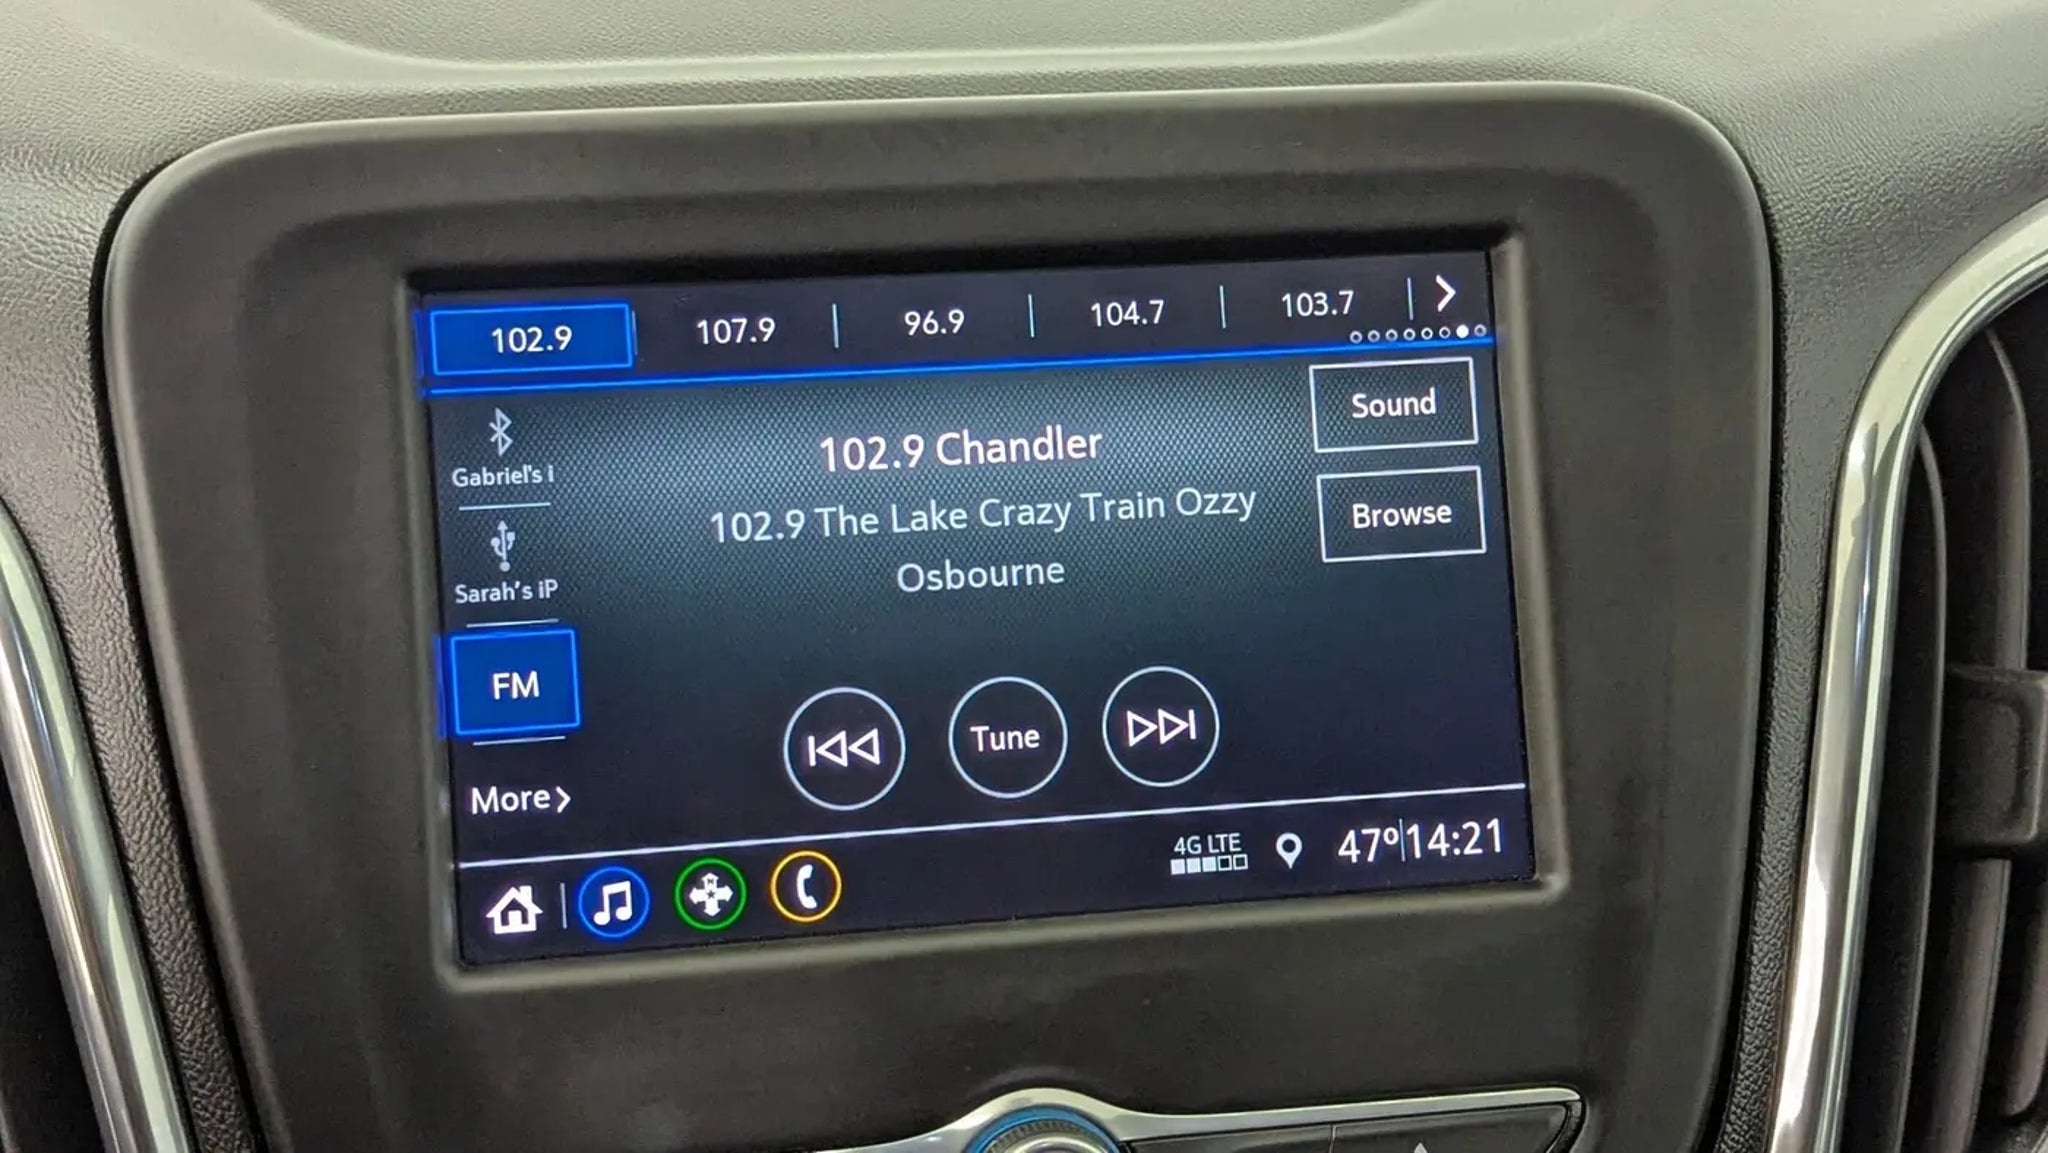 102.9
107.9
96.9
104.7
103.7
Gabriel's i
Sarah's iP
FM
More
102.9 Chandler
102.9 The Lake Crazy Train Ozzy
Osbourne
Sound
Browse
Tune
4G LTE
47° 14:21